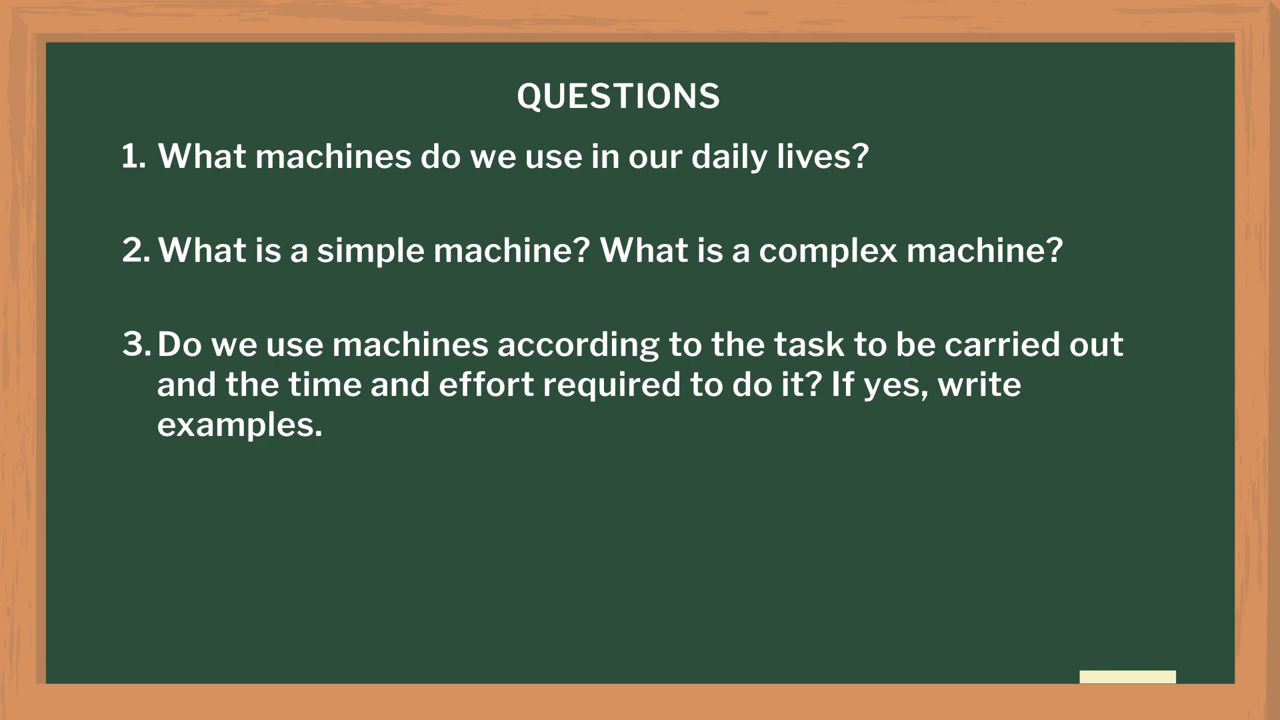 QUESTIONS
1. What machines do we use in our daily lives?
2. What is a simple machine? What is a complex machine?
3. Do we use machines according to the task to be carried out
and the time and effort required to do it? If yes, write
examples.